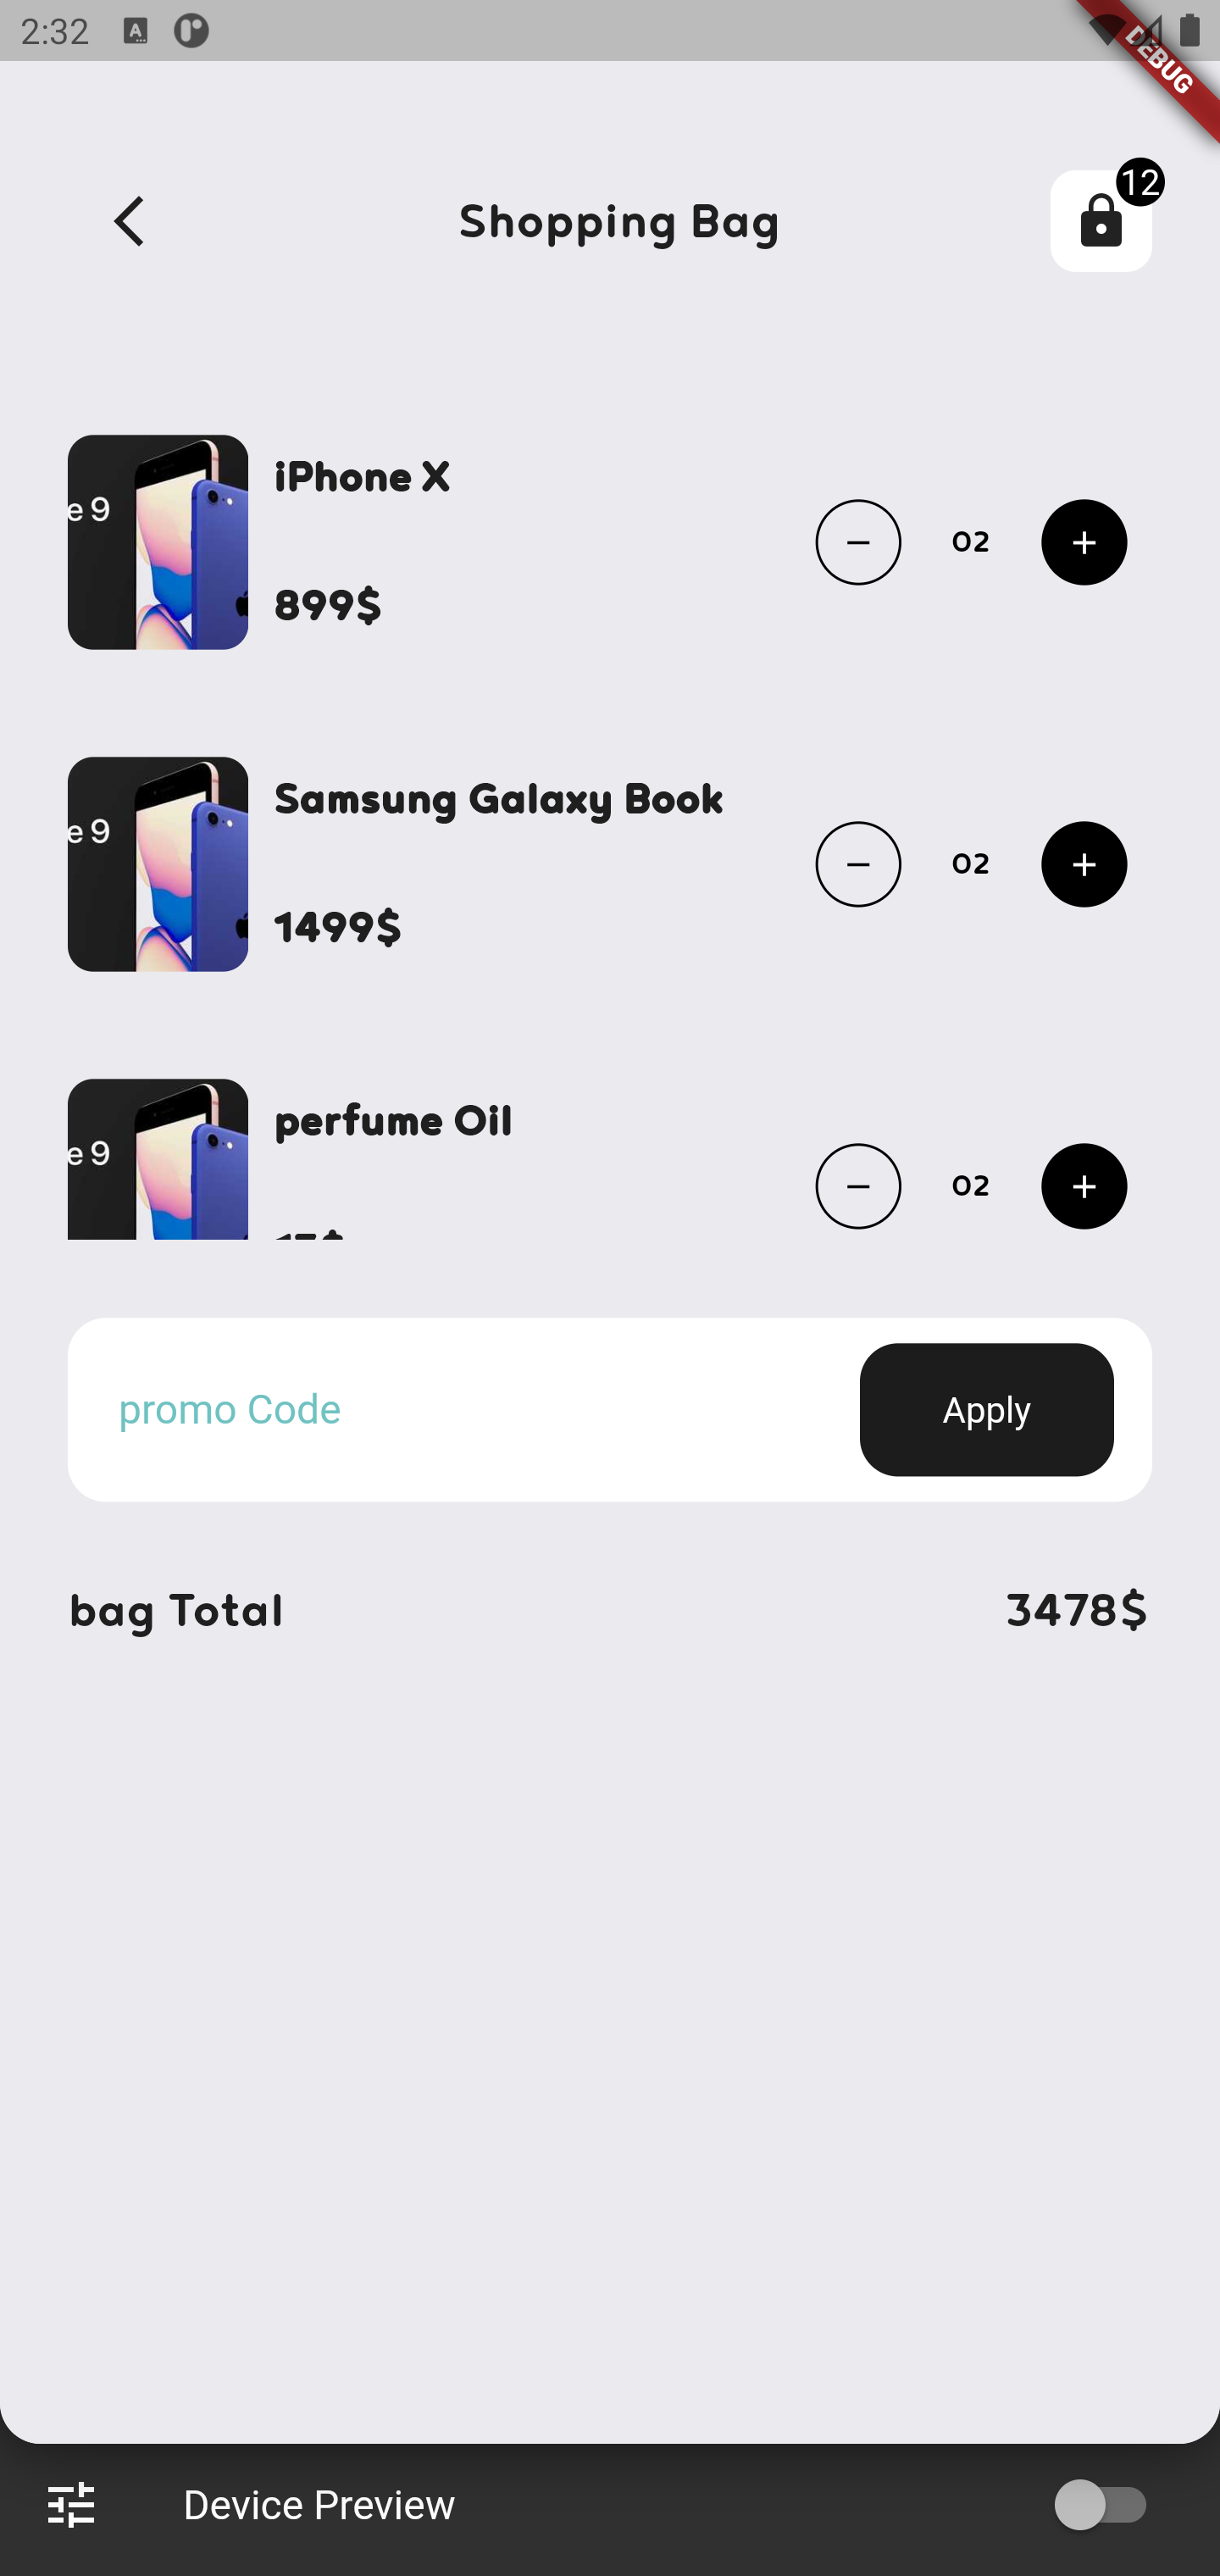 2:32
DEBUG
12
Shopping Bag
e 9
iPhone X
899$
02
e 9
Samsung Galaxy Book
1499$
02
e 9
perfume Oil
02
promo Code
Apply
bag Total
3478$
Device Preview